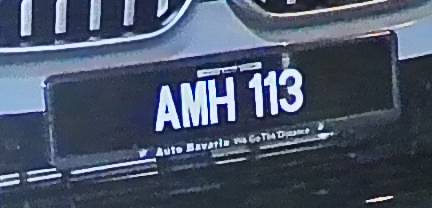 AMH 113
Auto Bavaria We Go The Distance